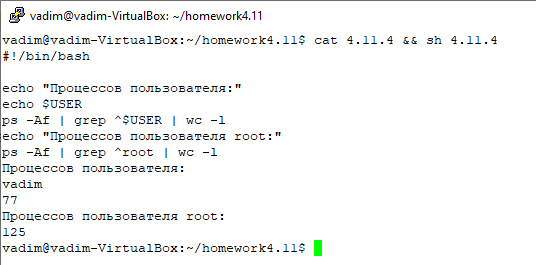 vadim@vadim-VirtualBox: ~/homework4.11
vadim@vadim-VirtualBox:~/homework4.11$ cat 4.11.4 && sh 4.11.4
#!/bin/bash
echo "Процессов пользователя:"
echo $USER
ps -Af | grep ^$USER | wc -l
echo "Процессов пользователя root:"
ps -Af | grep ^root | wc -l
Процессов пользователя:
vadim
77
Процессов пользователя root:
125
vadim@vadim-VirtualBox:~/homework4.11$